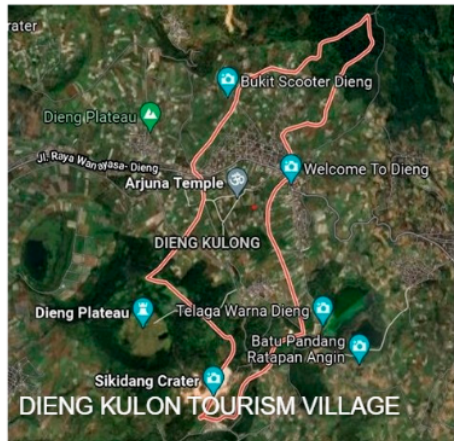 rater
Bukit Scooter Dieng
Dieng Plateau
Jl. Raya Wanayasa- Dieng
Welcome To Dieng
Arjuna Temple
DIENG KULONG
Dieng Plateau
Telaga Warna Dieng
Batu Pandang
Ratapan Angin
Sikidang Crater
DIENG KULON TOURISM VILLAGE